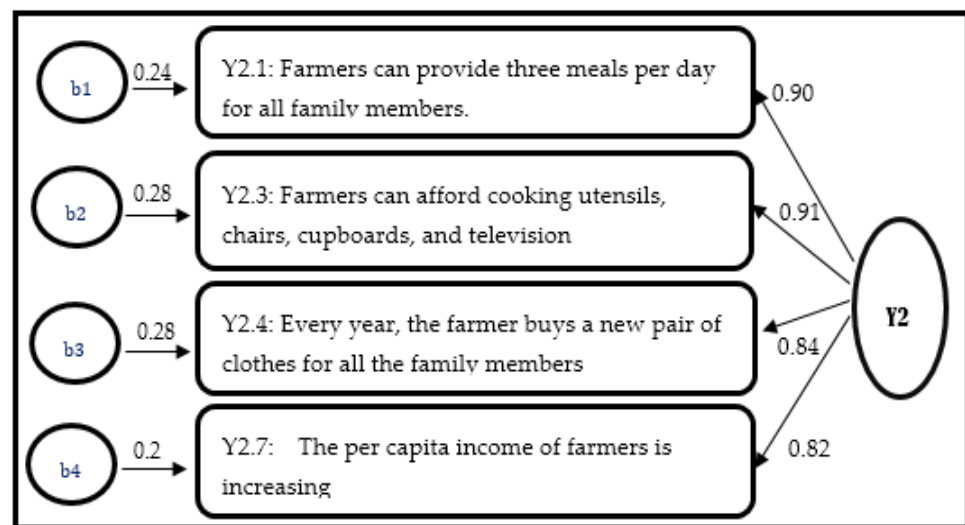 b1
0.24
Y2.1: Farmers can provide three meals per day
for all family members.
0.90
b2
0.28
Y2.3: Farmers can afford cooking utensils,
chairs, cupboards, and television
0.91
Y2
b3
0.28
Y2.4: Every year, the farmer buys a new pair of
clothes for all the family members
0.84
b4
0.2
Y2.7: The per capita income of farmers is
increasing
0.82